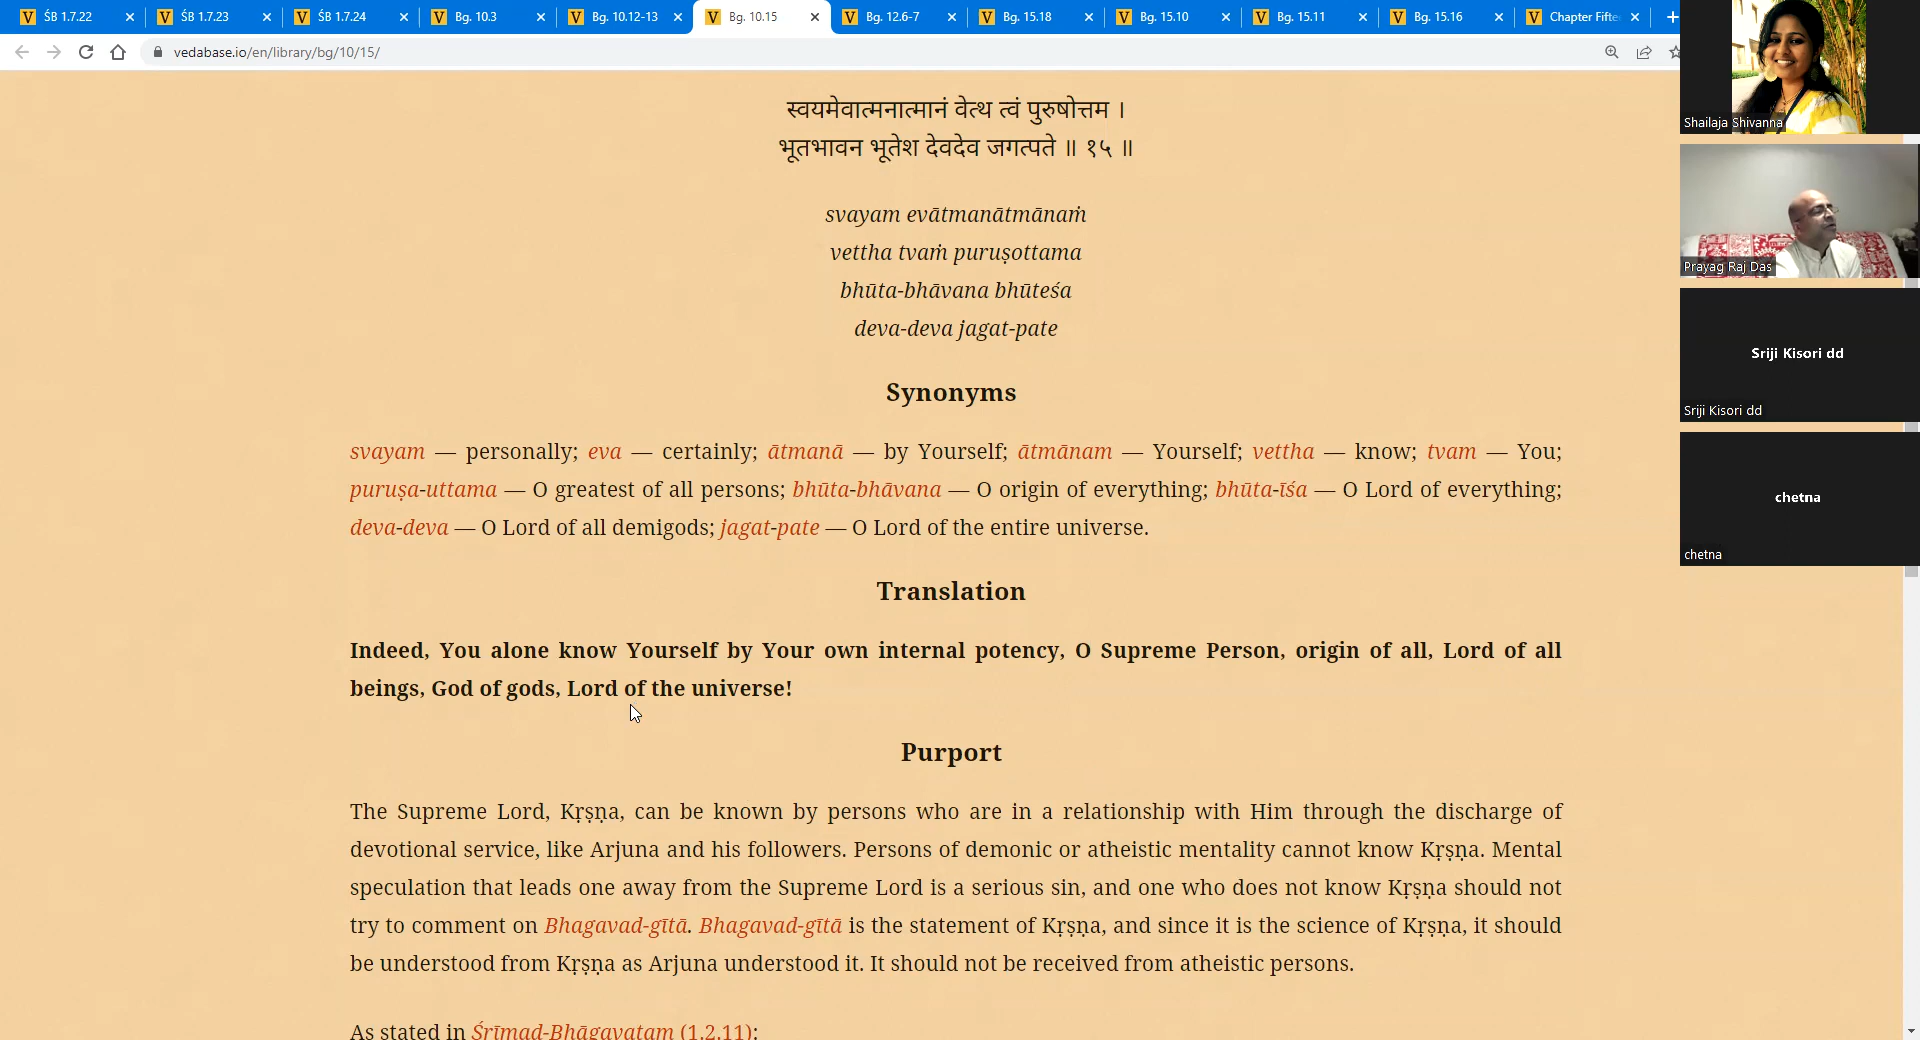 ŚB 1.7.22
ŚB 1.7.23
ŚB 1.7.24
Bg. 10.3
Bg. 10.12-13
Bg. 10.15
Bg. 12.6-7
Bg. 15.18
Bg. 15.10
Bg. 15.11
Bg. 15.16
Chapter Fifte
vedabase.io/en/library/bg/10/15/
स्वयमेवात्मनात्मानं वेत्थ त्वं पुरुषोत्तम ।
भूतभावन भूतेश देवदेव जगत्पते ॥ १५ ॥
svayam evātmanātmānaṁ
vettha tvaṁ puruṣottama
bhūta-bhāvana bhūteśa
deva-deva jagat-pate
Synonyms
svayam — personally; eva — certainly; ātmanā — by Yourself; ātmānam — Yourself; vettha — know; tvam — You;
puruṣa-uttama — O greatest of all persons; bhūta-bhāvana — O origin of everything; bhūta-īśa — O Lord of everything;
deva-deva — O Lord of all demigods; jagat-pate — O Lord of the entire universe.
Translation
Indeed, You alone know Yourself by Your own internal potency, O Supreme Person, origin of all, Lord of all
beings, God of gods, Lord of the universe!
Purport
The Supreme Lord, Kṛṣṇa, can be known by persons who are in a relationship with Him through the discharge of
devotional service, like Arjuna and his followers. Persons of demonic or atheistic mentality cannot know Kṛṣṇa. Mental
speculation that leads one away from the Supreme Lord is a serious sin, and one who does not know Kṛṣṇa should not
try to comment on Bhagavad-gītā. Bhagavad-gītā is the statement of Kṛṣṇa, and since it is the science of Kṛṣṇa, it should
be understood from Kṛṣṇa as Arjuna understood it. It should not be received from atheistic persons.
As stated in Śrīmad-Bhāgavatam (1.2.11):
Shailaja Shivanna
Prayag Raj Das
Sriji Kisori dd
Sriji Kisori dd
chetna
chetna